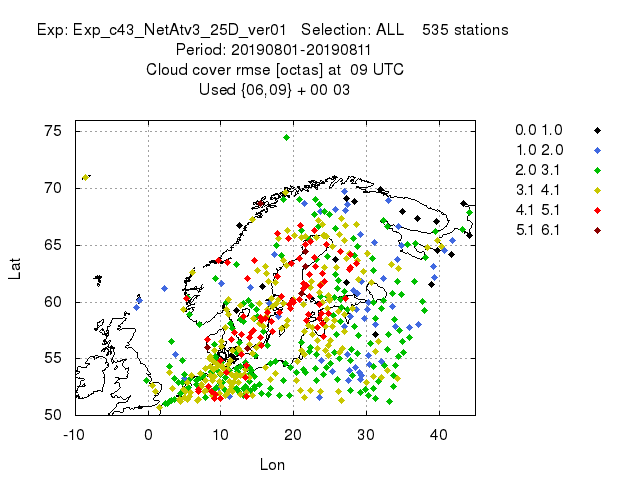 Exp: Exp_c43_NetAtv3_25D_ver01 Selection: ALL 535 stations
Period: 20190801-20190811
Cloud cover rmse [octas] at 09 UTC
Used {06,09} + 00 03
0.0 1.0
1.0 2.0
2.0 3.1
3.1 4.1
4.1 5.1
5.1 6.1
75
70
65
60
55
50
Lat
-10 0 10 20 30 40
Lon